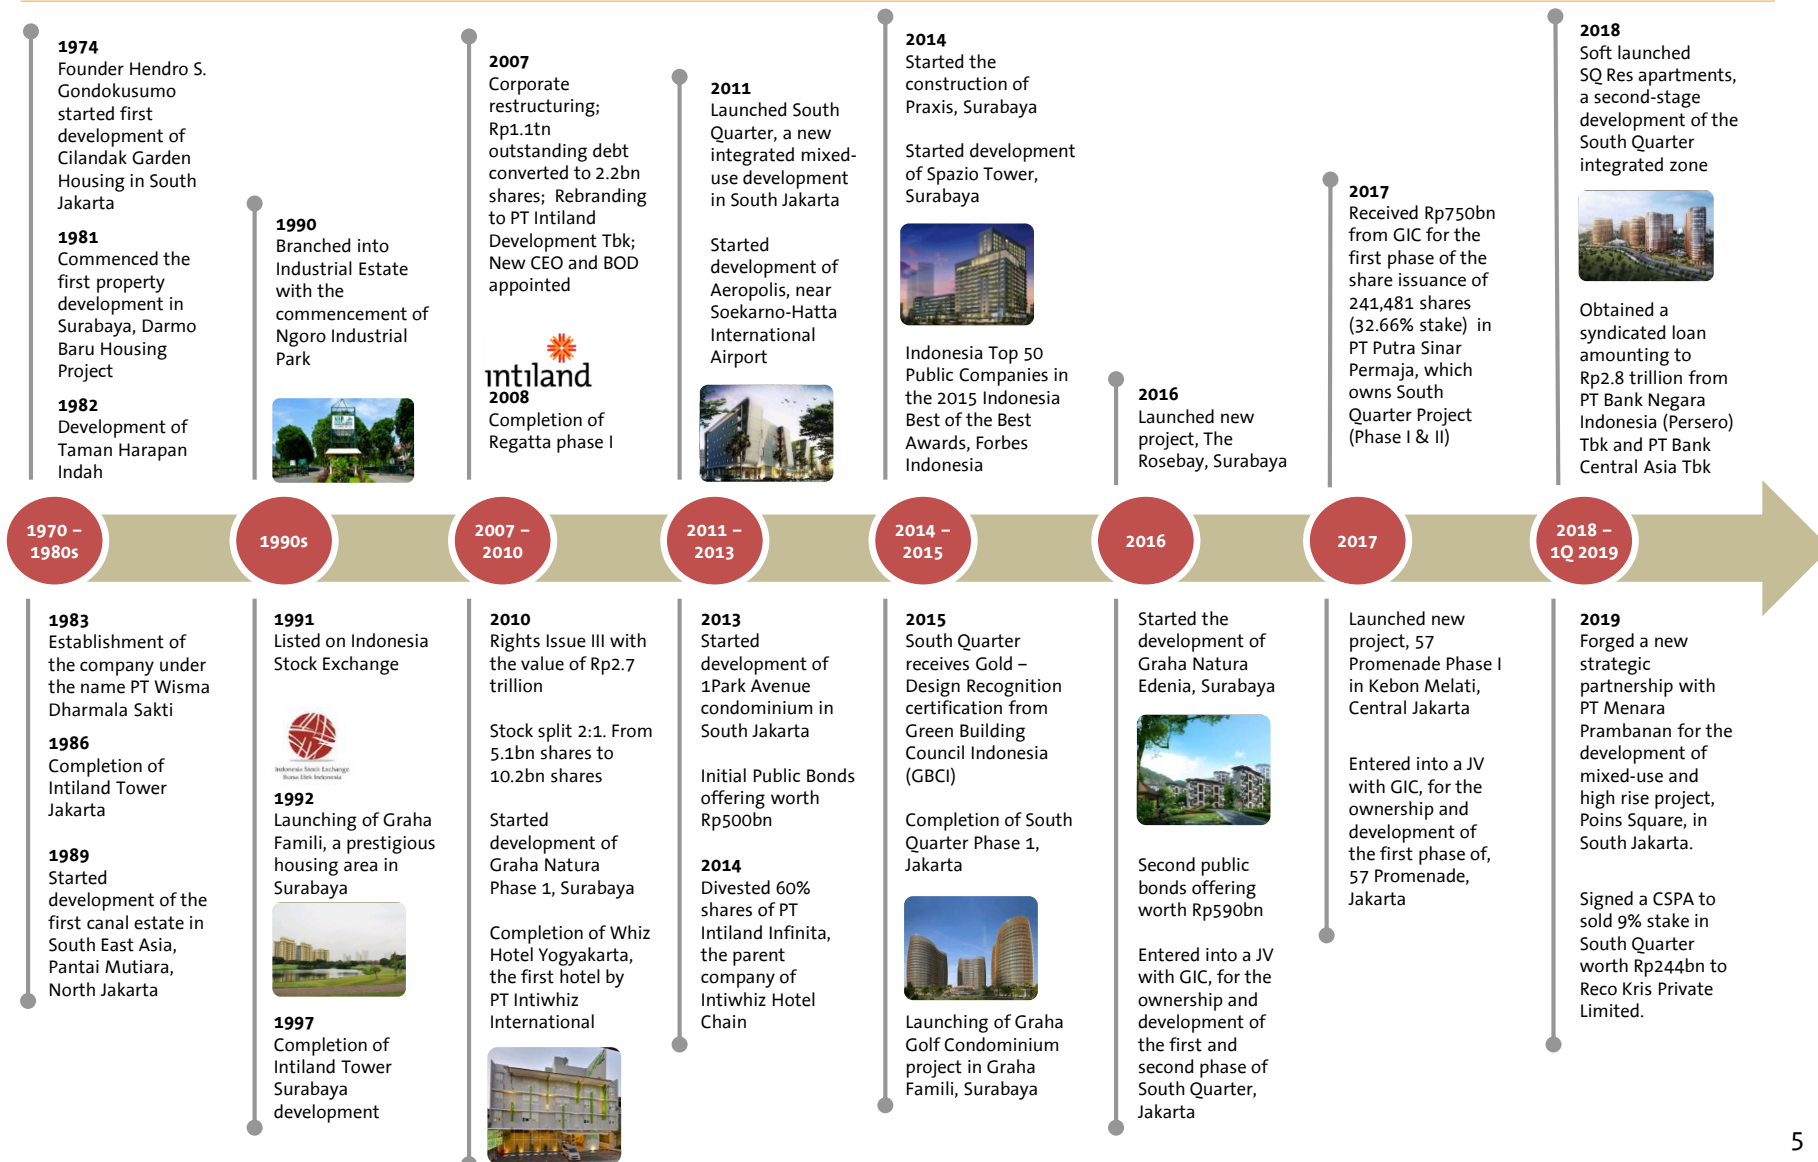 1974
Founder Hendro S.
Gondokusumo
started first
development of
Cilandak Garden
Housing in South
Jakarta
1981
Commenced the
first property
development in
Surabaya, Darmo
Baru Housing
Project
1982
Development of
Taman Harapan
Indah
1990
Branched into
Industrial Estate
with the
commencement of
Ngoro Industrial
Park
2007
Corporate
restructuring;
Rp1.1tn
outstanding debt
converted to 2.2bn
shares; Rebranding
to PT Intiland
Development Tbk;
New CEO and BOD
appointed
intiland
2008
Completion of
Regatta phase I
2011
Launched South
Quarter, a new
integrated mixed-
use development
in South Jakarta
Started
development of
Aeropolis, near
Soekarno-Hatta
International
Airport
2014
Started the
construction of
Praxis, Surabaya
Started development
of Spazio Tower,
Surabaya
Indonesia Top 50
Public Companies in
the 2015 Indonesia
Best of the Best
Awards, Forbes
Indonesia
2016
Launched new
project, The
Rosebay, Surabaya
2017
Received Rp750bn
from GIC for the
first phase of the
share issuance of
241,481 shares
(32.66% stake) in
PT Putra Sinar
Permaja, which
owns South
Quarter Project
(Phase I & II)
2018
Soft launched
SQ Res apartments,
a second-stage
development of the
South Quarter
integrated zone
Obtained a
syndicated loan
amounting to
Rp2.8 trillion from
PT Bank Negara
Indonesia (Persero)
Tbk and PT Bank
Central Asia Tbk
1970 –
1980s
1990s
2007 –
2010
2011 –
2013
2014 –
2015
2016
2017
2018 –
1Q 2019
1983
Establishment of
the company under
the name PT Wisma
Dharmala Sakti
1986
Completion of
Intiland Tower
Jakarta
1989
Started
development of the
first canal estate in
South East Asia,
Pantai Mutiara,
North Jakarta
1991
Listed on Indonesia
Stock Exchange
Indonesia Stock Exchange
Bursa Efek Indonesia
1992
Launching of Graha
Famili, a prestigious
housing area in
Surabaya
1997
Completion of
Intiland Tower
Surabaya
development
2010
Rights Issue III with
the value of Rp2.7
trillion
Stock split 2:1. From
5.1bn shares to
10.2bn shares
Started
development of
Graha Natura
Phase 1, Surabaya
Completion of Whiz
Hotel Yogyakarta,
the first hotel by
PT Intiwhiz
International
2013
Started
development of
1Park Avenue
condominium in
South Jakarta
Initial Public Bonds
offering worth
Rp500bn
2014
Divested 60%
shares of PT
Intiland Infinita,
the parent
company of
Intiwhiz Hotel
Chain
2015
South Quarter
receives Gold –
Design Recognition
certification from
Green Building
Council Indonesia
(GBCI)
Completion of South
Quarter Phase 1,
Jakarta
Launching of Graha
Golf Condominium
project in Graha
Famili, Surabaya
Started the
development of
Graha Natura
Edenia, Surabaya
Second public
bonds offering
worth Rp590bn
Entered into a JV
with GIC, for the
ownership and
development of
the first and
second phase of
South Quarter,
Jakarta
Launched new
project, 57
Promenade Phase I
in Kebon Melati,
Central Jakarta
Entered into a JV
with GIC, for the
ownership and
development of
the first phase of,
57 Promenade,
Jakarta
2019
Forged a new
strategic
partnership with
PT Menara
Prambanan for the
development of
mixed-use and
high rise project,
Poins Square, in
South Jakarta.
Signed a CSPA to
sold 9% stake in
South Quarter
worth Rp244bn to
Reco Kris Private
Limited.
5